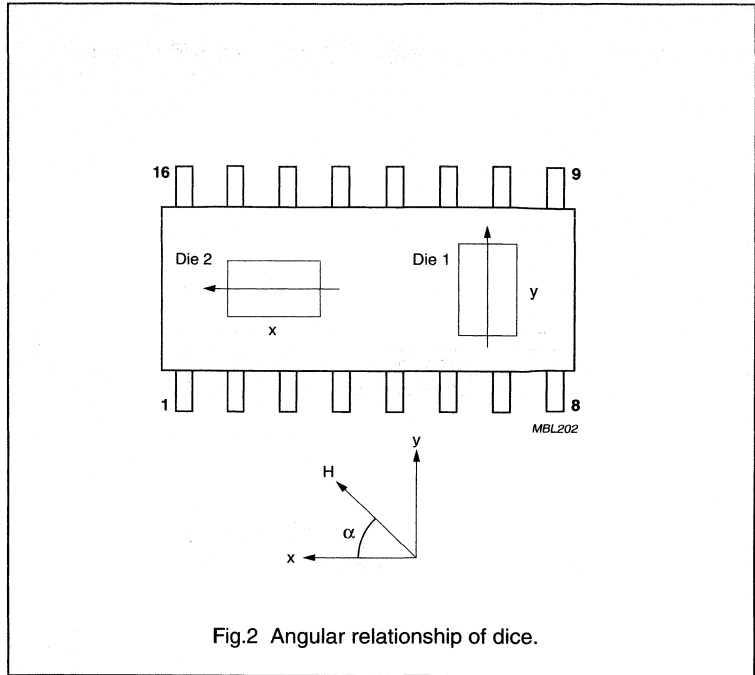 16 9
Die 2 Die 1
y
x
1 8
MBL202
y
H
α
x
Fig.2 Angular relationship of dice.